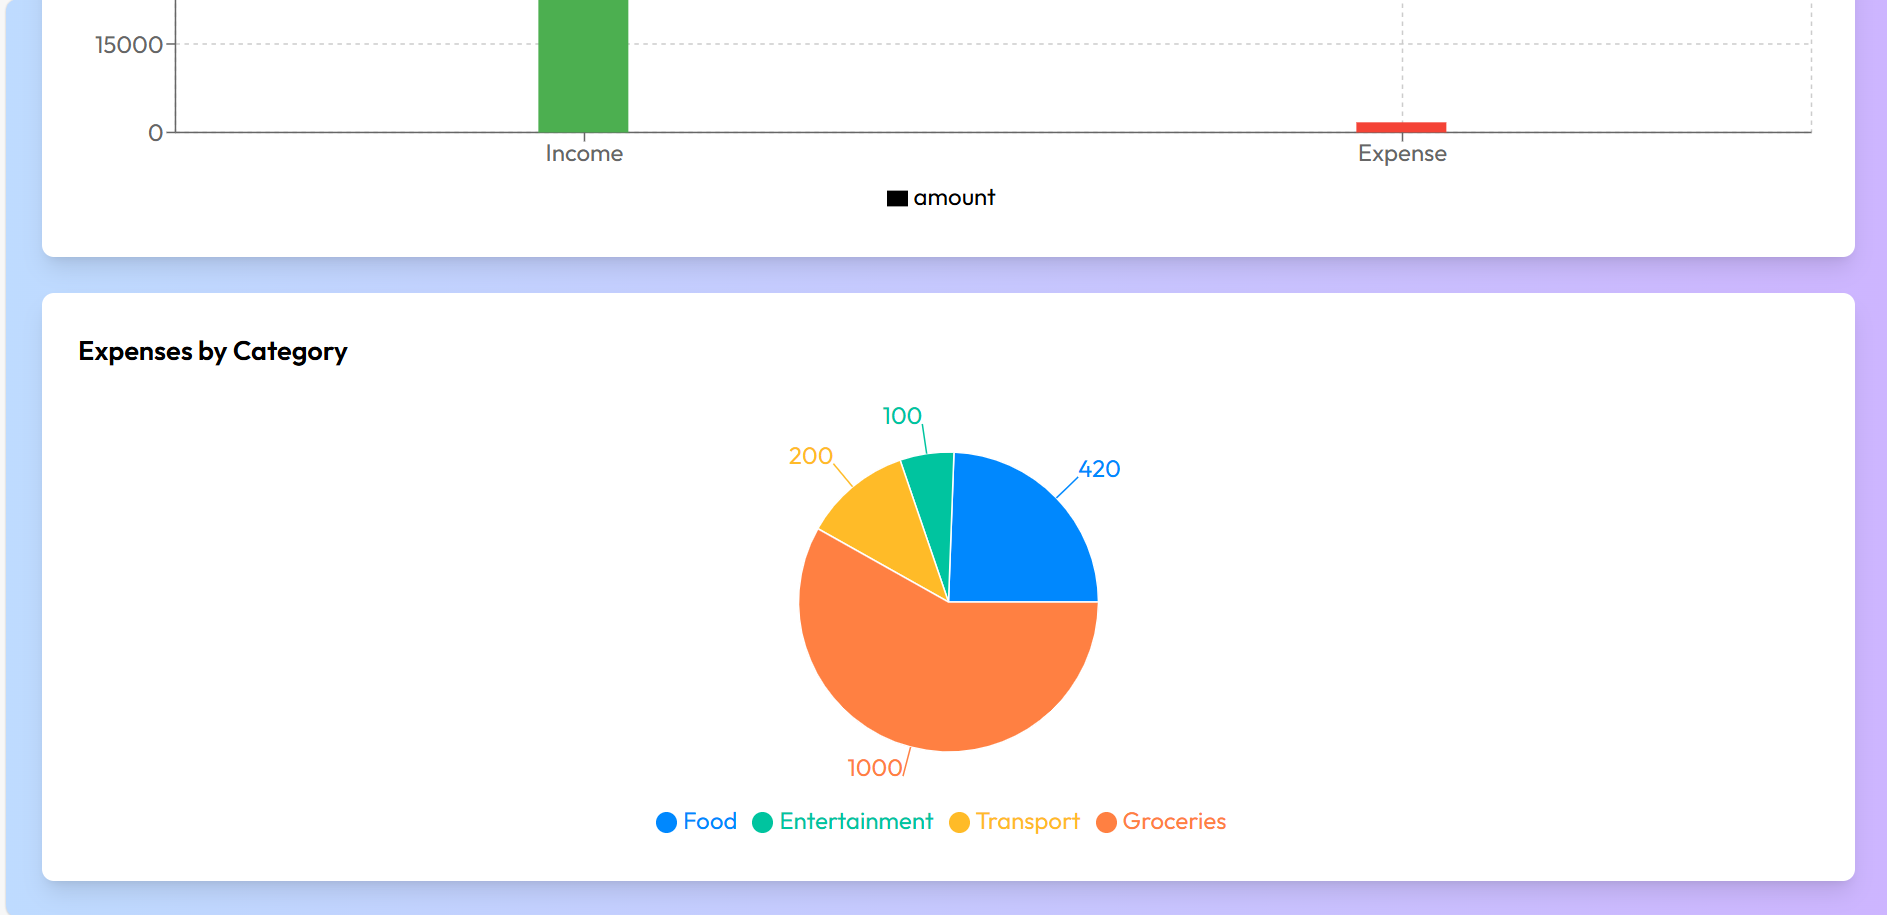 15000
0
Income Expense
amount
Expenses by Category
100
200
420
1000
Food Entertainment Transport Groceries